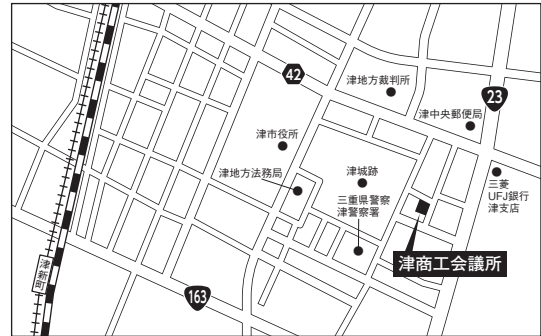 42
津地方裁判所
23
津中央郵便局
津市役所
津地方法務局
津城跡
三重県警察
津警察署
三菱
UFJ銀行
津支店
津商工会議所
津新町
163